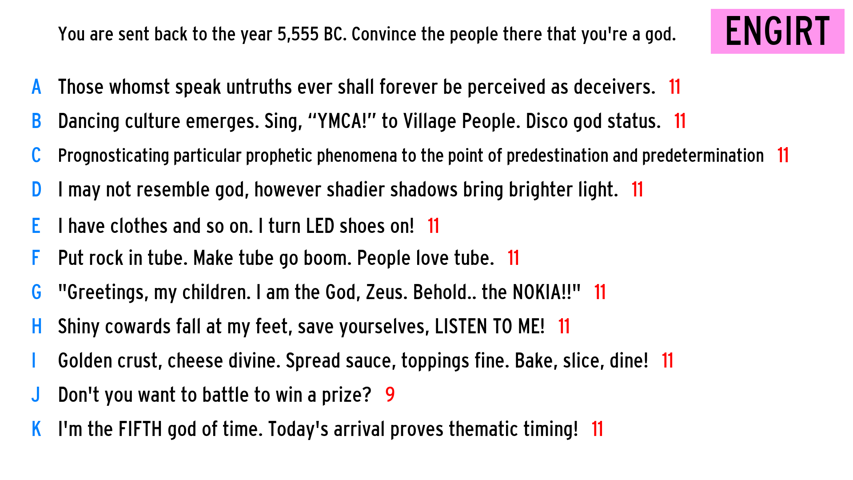 You are sent back to the year 5,555 BC. Convince the people there that you're a god.
ENGIRT
A Those whomst speak untruths ever shall forever be perceived as deceivers. 11
B Dancing culture emerges. Sing, “YMCA!” to Village People. Disco god status. 11
C Prognosticating particular prophetic phenomena to the point of predestination and predetermination 11
D I may not resemble god, however shadier shadows bring brighter light. 11
E I have clothes and so on. I turn LED shoes on! 11
F Put rock in tube. Make tube go boom. People love tube. 11
G "Greetings, my children. I am the God, Zeus. Behold.. the NOKIA!!" 11
H Shiny cowards fall at my feet, save yourselves, LISTEN TO ME! 11
I Golden crust, cheese divine. Spread sauce, toppings fine. Bake, slice, dine! 11
J Don't you want to battle to win a prize? 9
K I'm the FIFTH god of time. Today's arrival proves thematic timing! 11